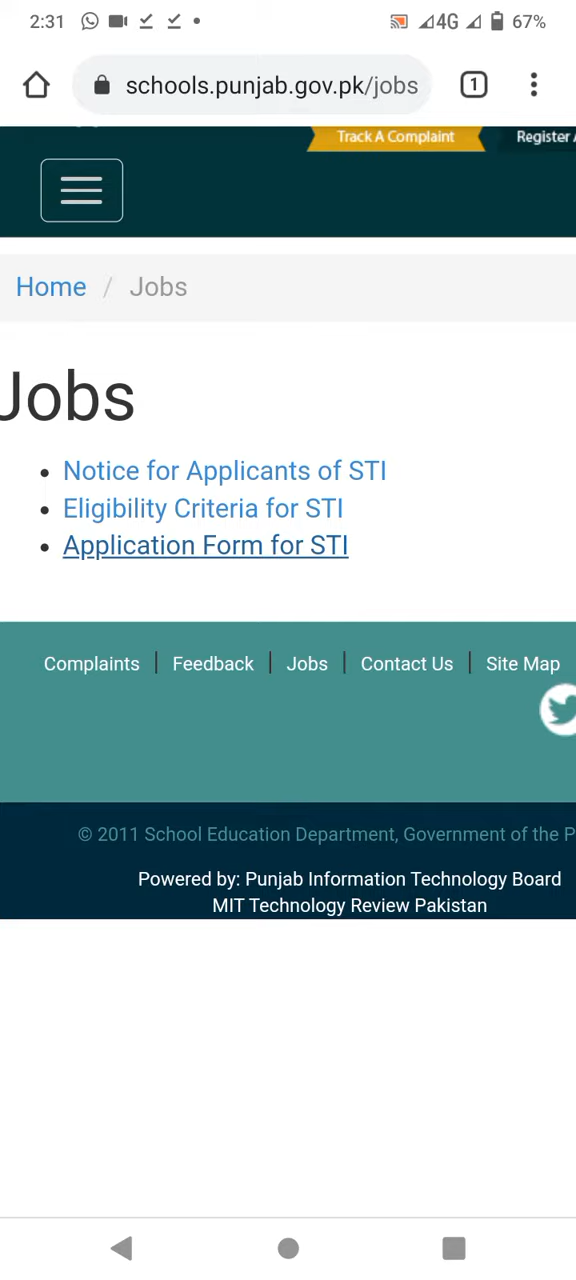 2:31 4G 67%
schools.punjab.gov.pk/jobs 1
Track A Complaint Register
Home / Jobs
Jobs
Notice for Applicants of STI
Eligibility Criteria for STI
Application Form for STI
Complaints | Feedback | Jobs | Contact Us | Site Map
© 2011 School Education Department, Government of the P
Powered by: Punjab Information Technology Board
MIT Technology Review Pakistan